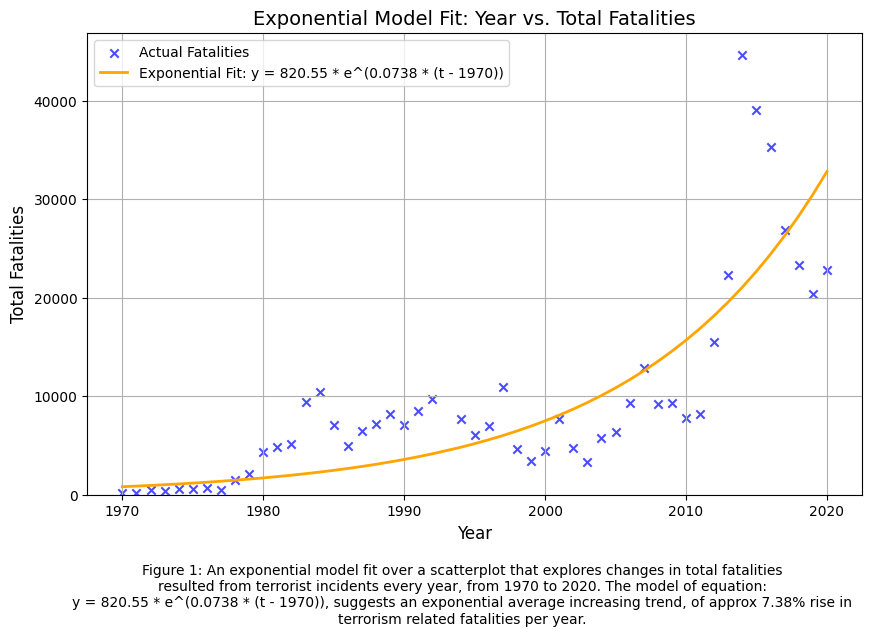 Exponential Model Fit: Year vs. Total Fatalities
Actual Fatalities
Exponential Fit: y = 820.55 * e^(0.0738 * (t - 1970))
40000
30000
20000
10000
0
Total Fatalities
1970 1980 1990 2000 2010 2020
Year
Figure 1: An exponential model fit over a scatterplot that explores changes in total fatalities
resulted from terrorist incidents every year, from 1970 to 2020. The model of equation:
y = 820.55 * e^(0.0738 * (t - 1970)), suggests an exponential average increasing trend, of approx 7.38% rise in
terrorism related fatalities per year.